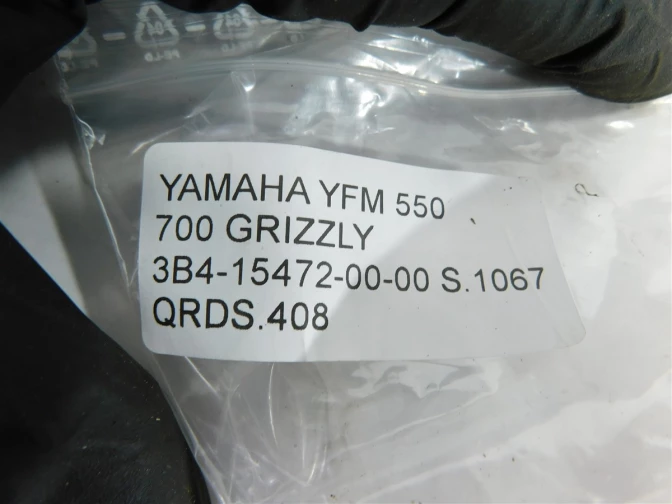 YAMAHA YFM 550
700 GRIZZLY
3B4-15472-00-00 S.1067
QRDS.408